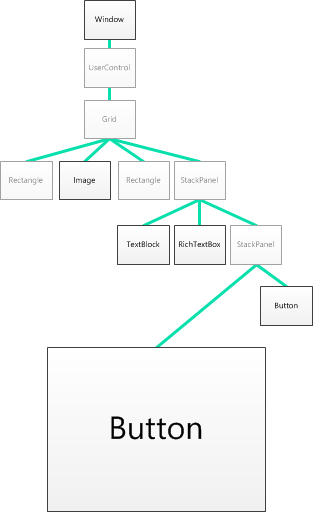 Window
UserControl
Grid
Rectangle
Image
Rectangle
StackPanel
TextBlock
RichTextBox
StackPanel
Button
Button